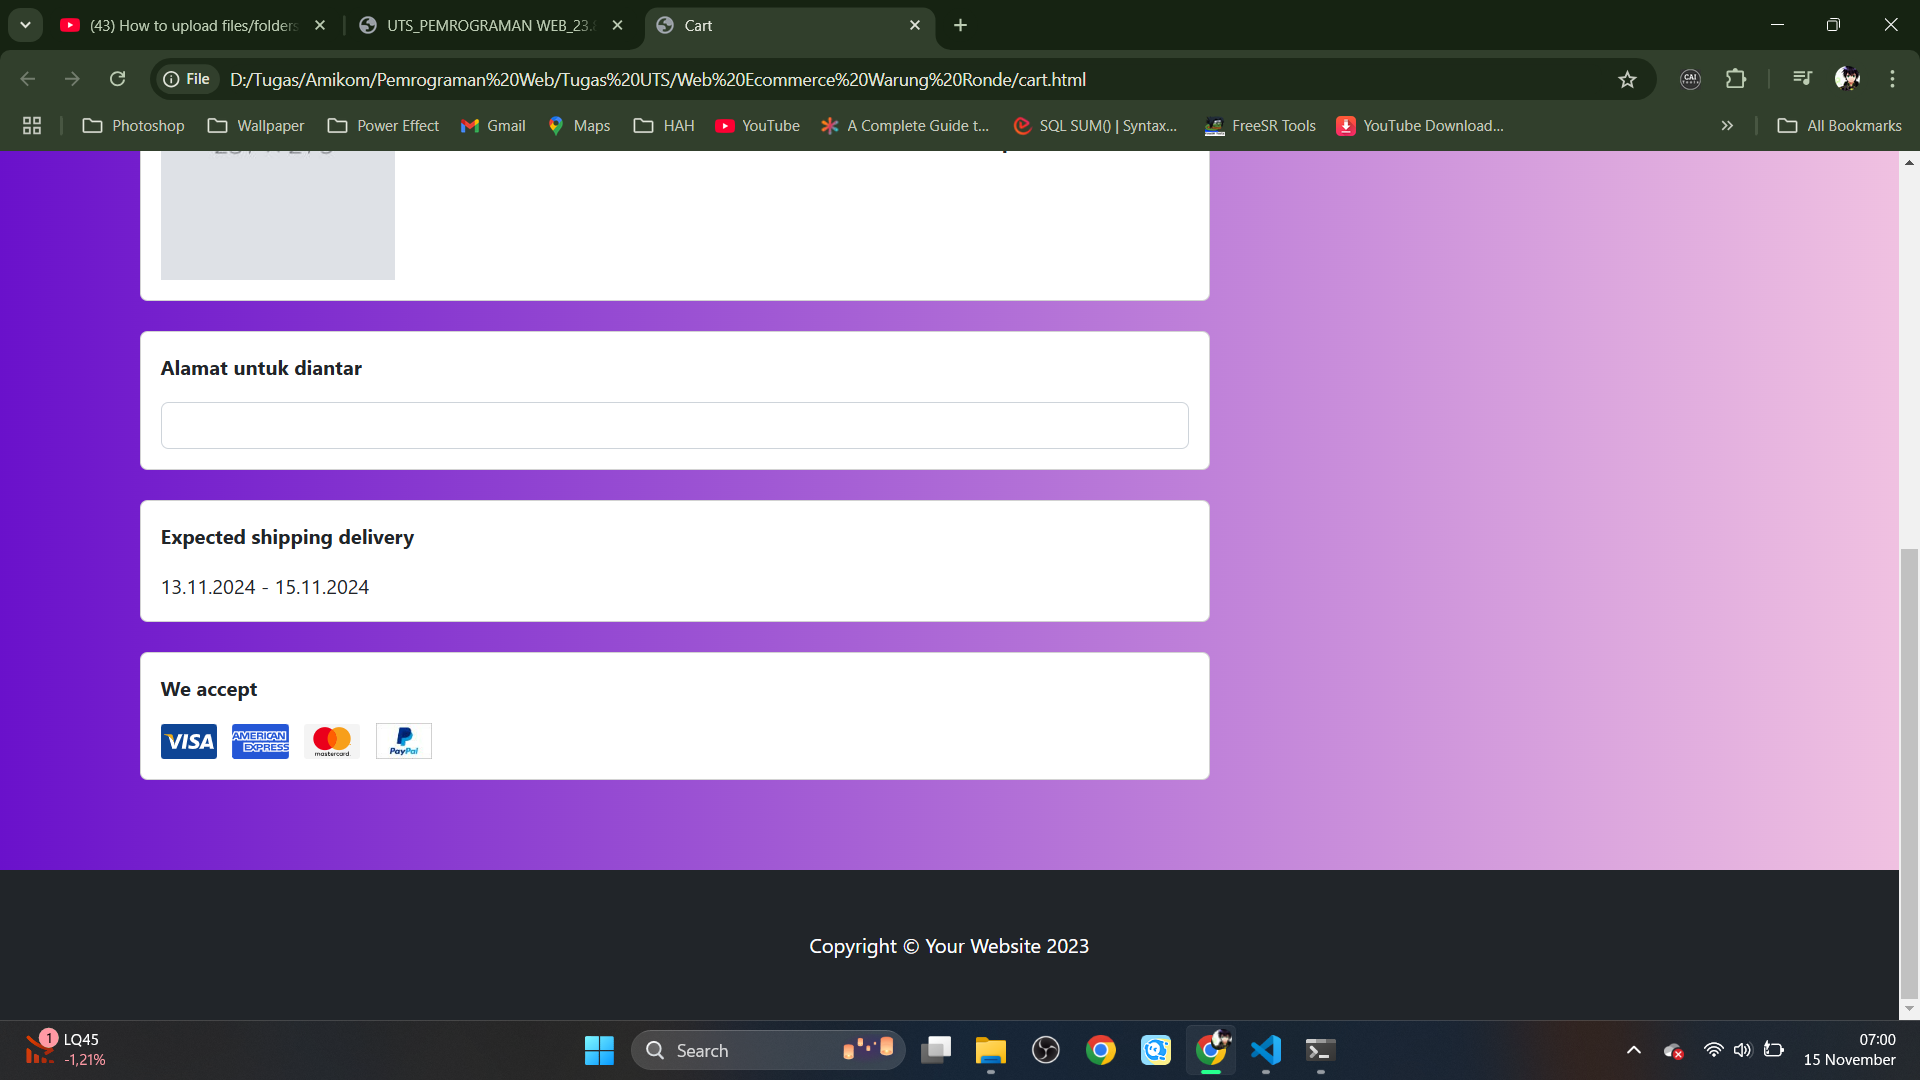 (43) How to upload files/folders
UTS_PEMROGRAMAN WEB_23.
Cart
File
D:/Tugas/Amikom/Pemrograman%20Web/Tugas%20UTS/Web%20Ecommerce%20Warung%20Ronde/cart.html
Photoshop
Wallpaper
Power Effect
Gmail
Maps
HAH
YouTube
A Complete Guide t...
SQL SUM() | Syntax...
FreeSR Tools
YouTube Download...
All Bookmarks
Alamat untuk diantar
Expected shipping delivery
13.11.2024 - 15.11.2024
We accept
VISA
AMERICAN EXPRESS
mastercard
PayPal
Copyright © Your Website 2023
1
LQ45
-1,21%
Search
07:00
15 November